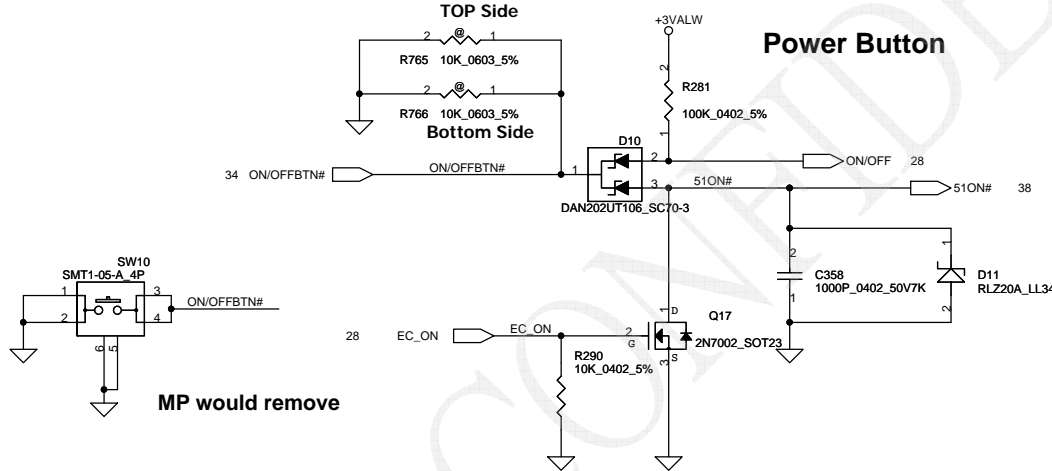 TOP Side
+3VALW
Power Button
2 @ 1
R765 10K_0603_5%
2 @ 1
R766 10K_0603_5%
Bottom Side
2
R281
100K_0402_5%
1
D10
34 ON/OFFBTN#
ON/OFFBTN#
1
2
3
ON/OFF 28
51ON#
51ON# 38
DAN202UT106_SC70-3
SW10
SMT1-05-A_4P
1 3
2 4
6 5
ON/OFFBTN#
2
C358
1000P_0402_50V7K
1
1
D11
RLZ20A_LL34
2
28 EC_ON
EC_ON
1 D
2
G
Q17
2N7002_SOT23
S
3
R290
10K_0402_5%
MP would remove
CONFIDE